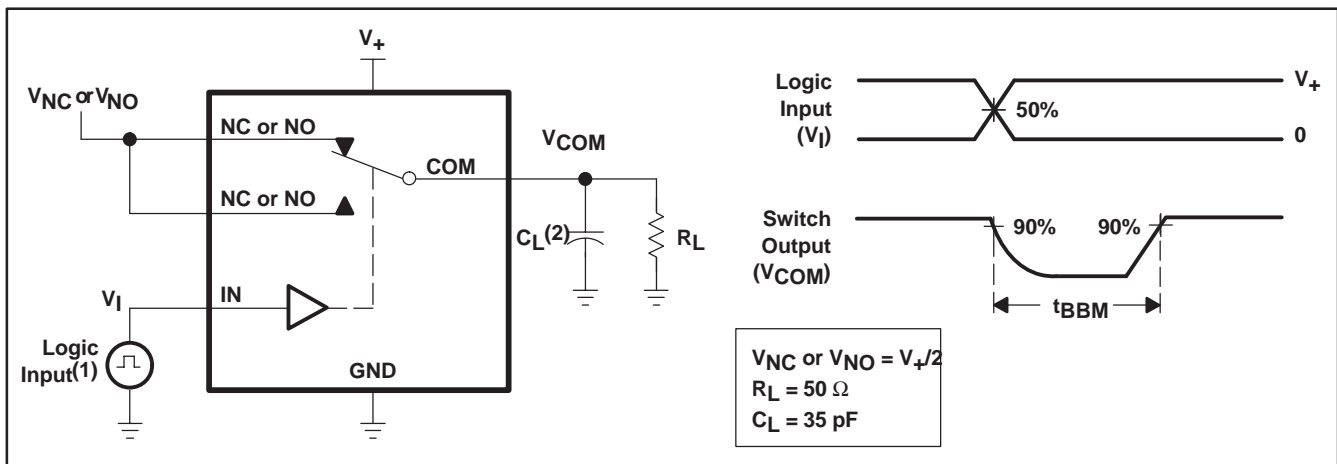 V+
VNC or VNO
NC or NO
COM
VCOM
NC or NO
CL(2)
RL
VI
IN
Logic
Input(1)
GND
Logic
Input
(VI)
50%
V+
0
Switch
Output
(VCOM)
90%
90%
tBBM
VNC or VNO = V+/2
RL = 50 Ω
CL = 35 pF